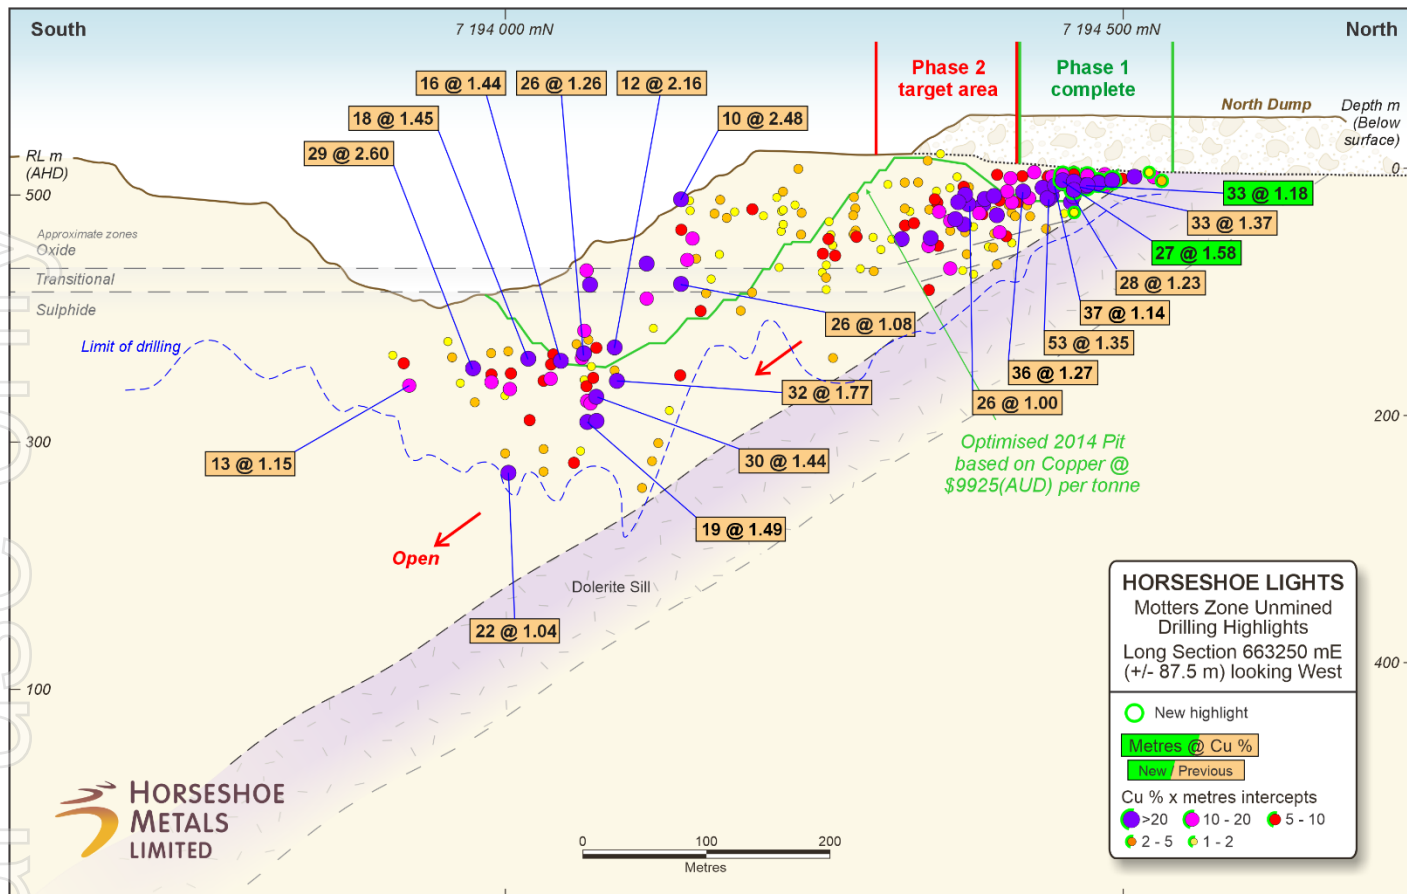 South
7 194 000 mN
7 194 500 mN
North
Phase 2
target area
Phase 1
complete
North Dump
Depth m
(Below
surface)
0
16 @ 1.44
26 @ 1.26
12 @ 2.16
18 @ 1.45
10 @ 2.48
29 @ 2.60
RL m
(AHD)
500
33 @ 1.18
33 @ 1.37
27 @ 1.58
28 @ 1.23
37 @ 1.14
53 @ 1.35
36 @ 1.27
26 @ 1.00
Approximate zones
Oxide
Transitional
Sulphide
Limit of drilling
26 @ 1.08
32 @ 1.77
30 @ 1.44
19 @ 1.49
13 @ 1.15
22 @ 1.04
300
200
Optimised 2014 Pit
based on Copper @
$9925(AUD) per tonne
Open
Dolerite Sill
100
400
HORSESHOE LIGHTS
Motters Zone Unmined
Drilling Highlights
Long Section 663250 mE
(+/- 87.5 m) looking West
New highlight
Metres @ Cu %
New / Previous
Cu % x metres intercepts
>20
10 - 20
5 - 10
2 - 5
1 - 2
HORSESHOE
METALS
LIMITED
0
100
200
Metres